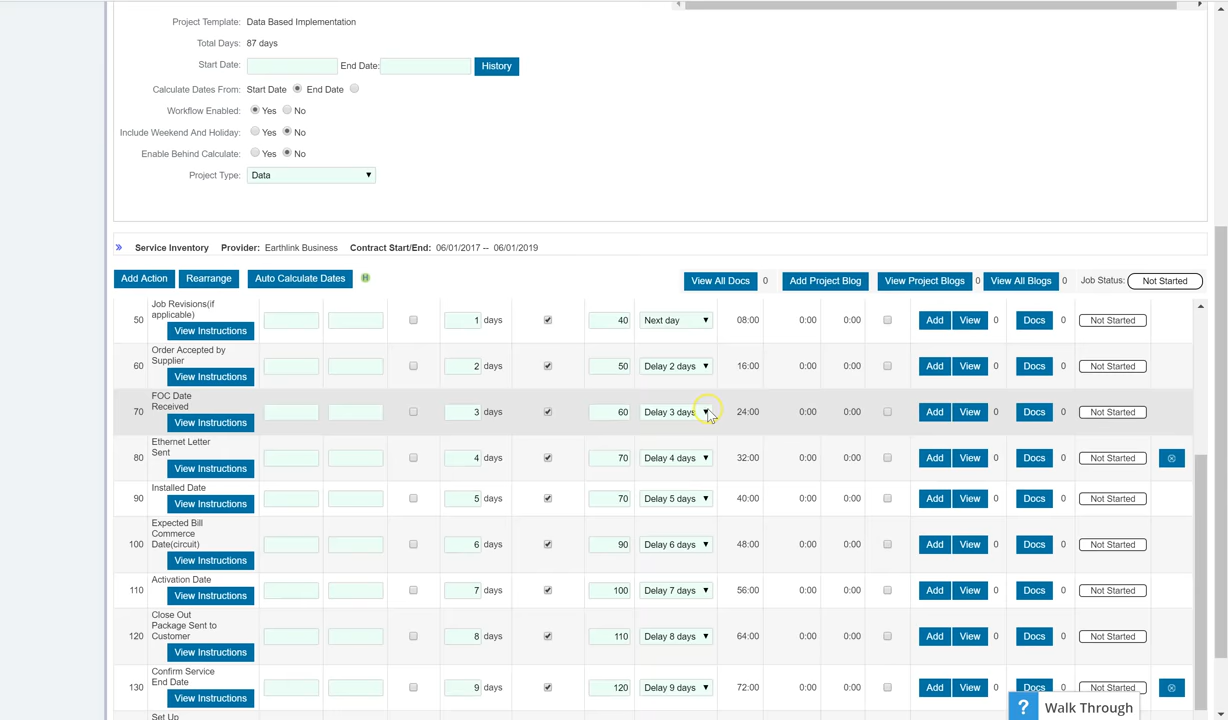 Project Template: Data Based Implementation
Total Days: 87 days
Start Date: End Date: History
Calculate Dates From: Start Date End Date
Workflow Enabled: Yes No
Include Weekend And Holiday: Yes No
Enable Behind Calculate: Yes No
Project Type: Data
» Service Inventory Provider: Earthlink Business Contract Start/End: 06/01/2017 -- 06/01/2019
Add Action Rearrange Auto Calculate Dates H View All Docs 0 Add Project Blog View Project Blogs 0 View All Blogs 0 Job Status: Not Started
Job Revisions(if
applicable)
50 1 days 40 Next day 08:00 0:00 0:00 Add View 0 Docs 0 Not Started
View Instructions
Order Accepted by
Supplier
60 2 days 50 Delay 2 days 16:00 0:00 0:00 Add View 0 Docs 0 Not Started
View Instructions
FOC Date
Received
70 3 days 60 Delay 3 days 24:00 0:00 0:00 Add View 0 Docs 0 Not Started
View Instructions
Ethernet Letter
Sent
80 4 days 70 Delay 4 days 32:00 0:00 0:00 Add View 0 Docs 0 Not Started
View Instructions
Installed Date
90 5 days 70 Delay 5 days 40:00 0:00 0:00 Add View 0 Docs 0 Not Started
View Instructions
Expected Bill
Commerce
Date(circuit)
100 6 days 90 Delay 6 days 48:00 0:00 0:00 Add View 0 Docs 0 Not Started
View Instructions
Activation Date
110 7 days 100 Delay 7 days 56:00 0:00 0:00 Add View 0 Docs 0 Not Started
View Instructions
Close Out
Package Sent to
Customer
120 8 days 110 Delay 8 days 64:00 0:00 0:00 Add View 0 Docs 0 Not Started
View Instructions
Confirm Service
End Date
130 9 days 120 Delay 9 days 72:00 0:00 0:00 Add View 0 Docs 0 Not Started
View Instructions
? Walk Through
Set Up